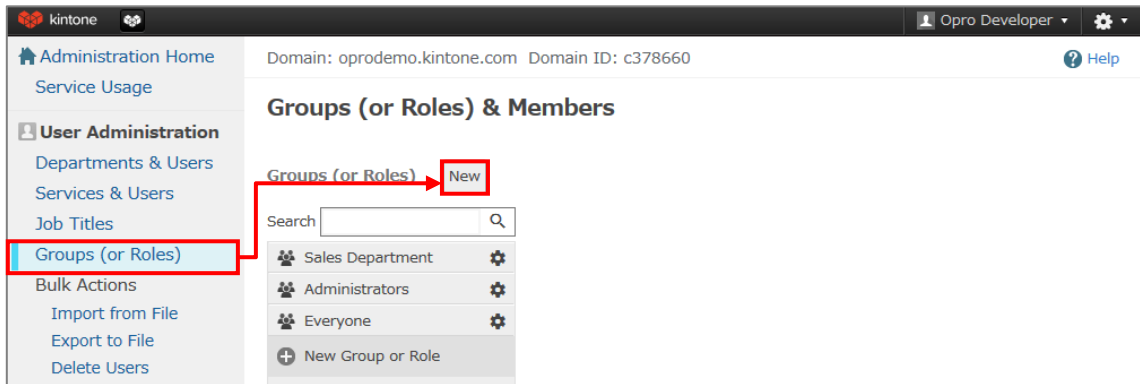 kintone
Opro Developer
Administration Home
Service Usage
User Administration
Departments & Users
Services & Users
Job Titles
Groups (or Roles)
Bulk Actions
Import from File
Export to File
Delete Users
Domain: oprodemo.kintone.com Domain ID: c378660
Help
Groups (or Roles) & Members
Groups (or Roles) New
Search
Sales Department
Administrators
Everyone
New Group or Role